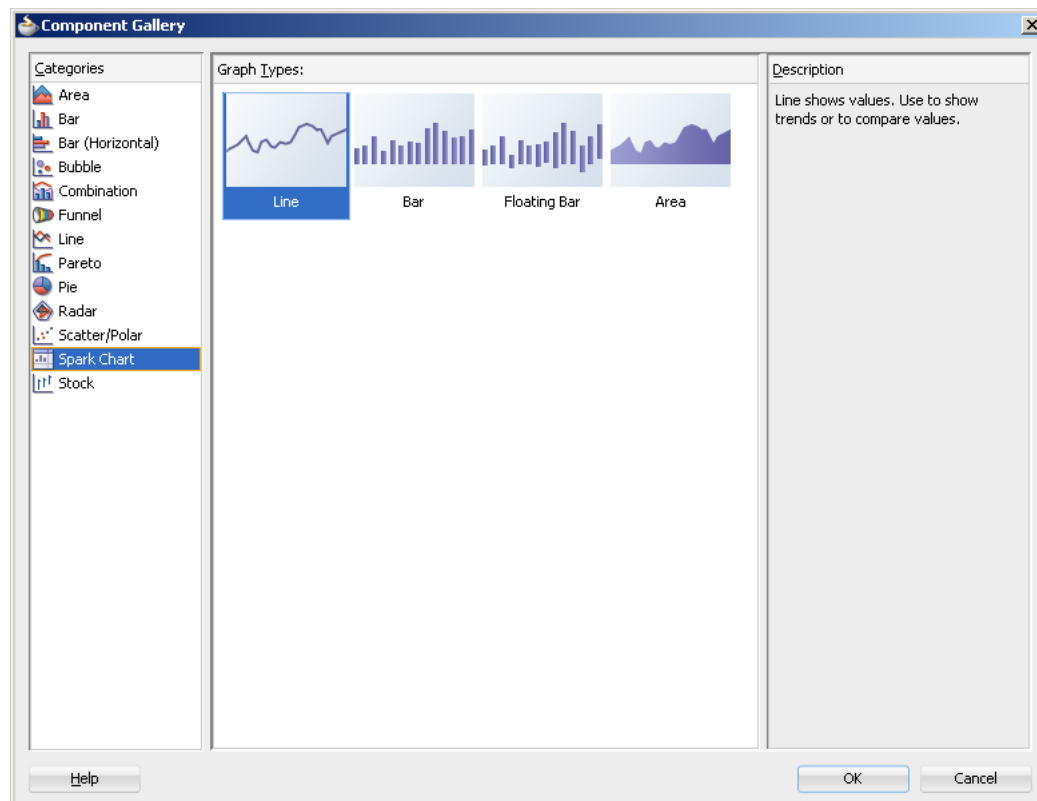 Component Gallery
Categories
Area
Bar
Bar (Horizontal)
Bubble
Combination
Funnel
Line
Pareto
Pie
Radar
Scatter/Polar
Spark Chart
Stock
Graph Types:
Line
Bar
Floating Bar
Area
Description
Line shows values. Use to show
trends or to compare values.
Help
OK
Cancel